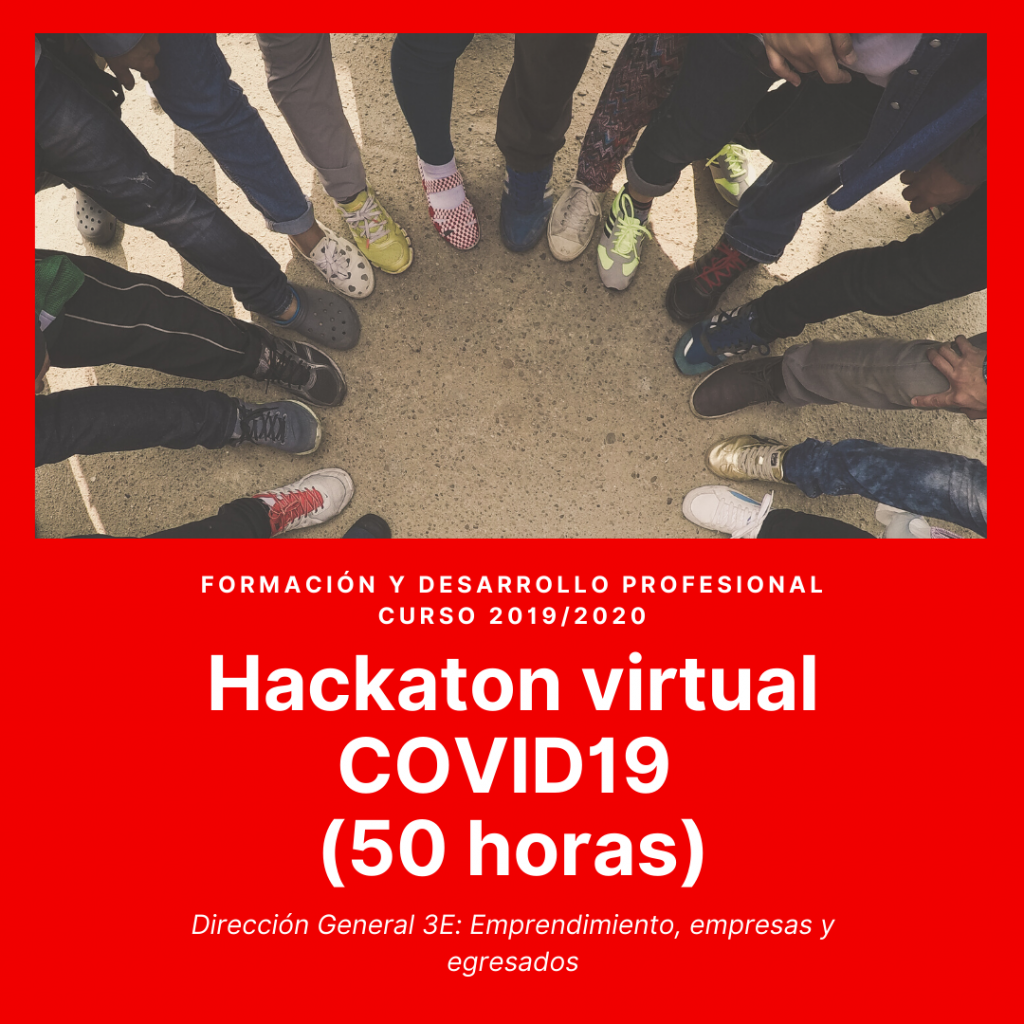 FORMACIÓN Y DESARROLLO PROFESIONAL
CURSO 2019/2020
Hackaton virtual
COVID19
(50 horas)
Dirección General 3E: Emprendimiento, empresas y
egresados